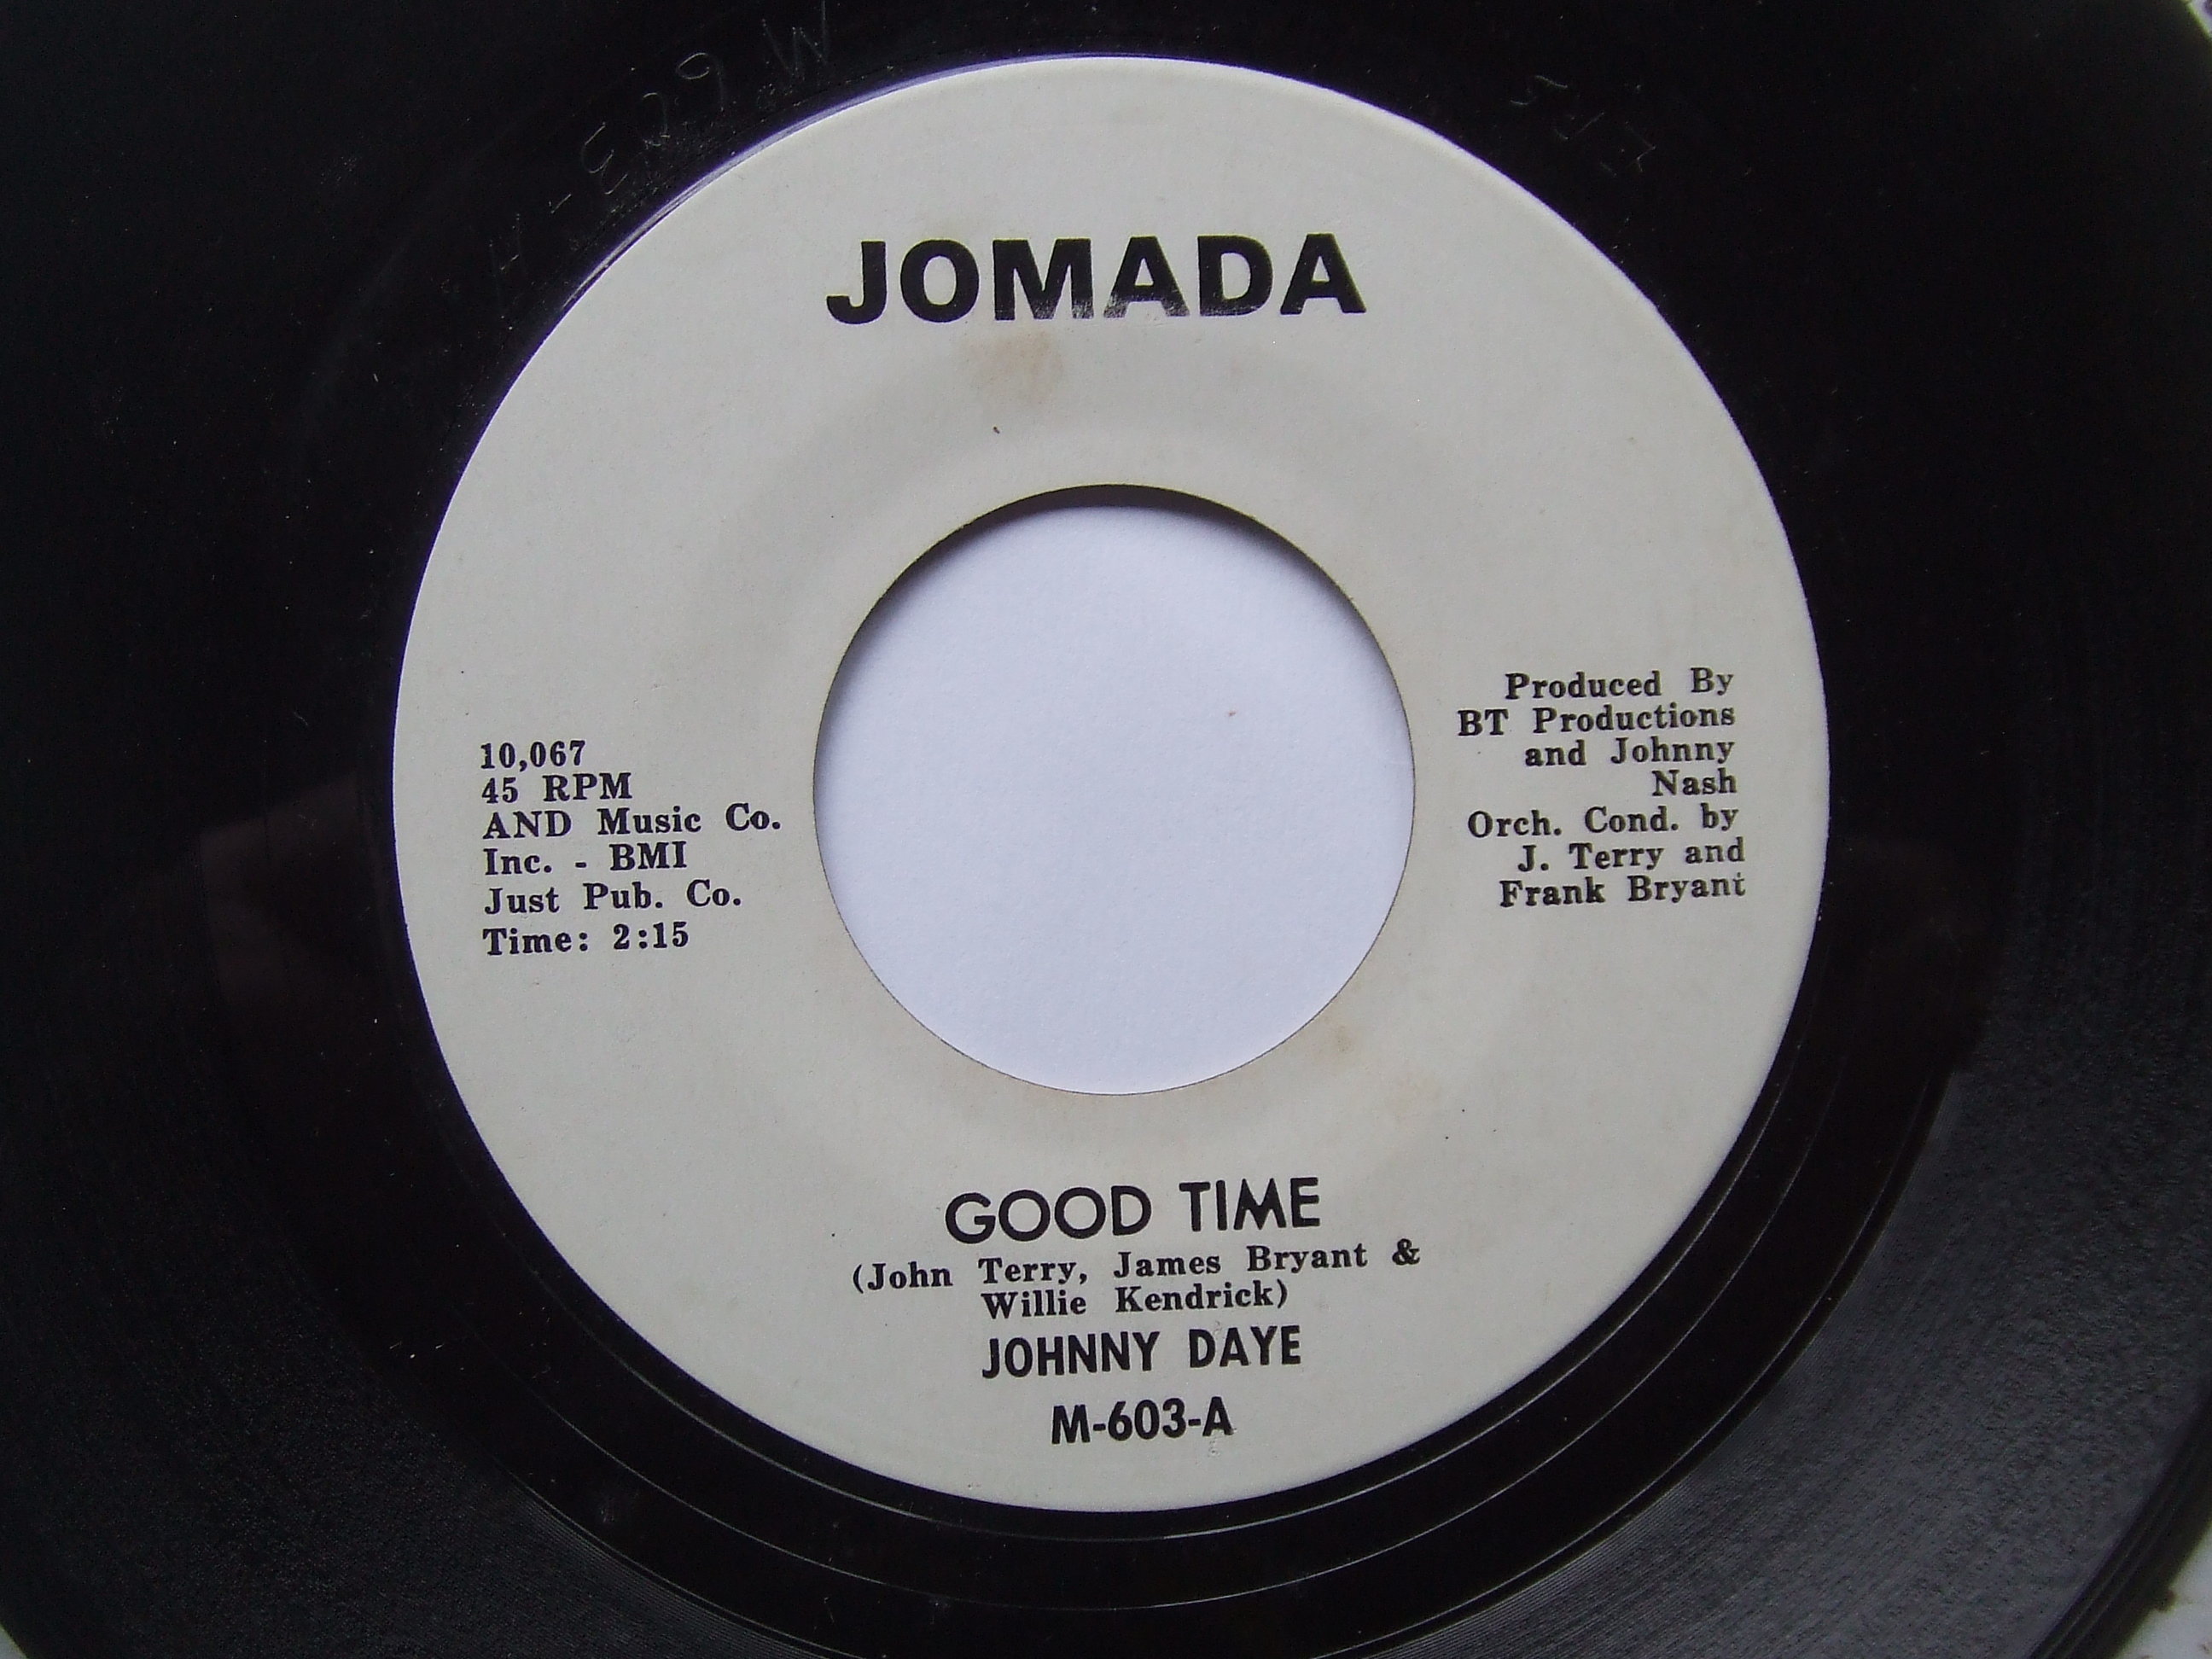 JOMADA
10,067
45 RPM
AND Music Co.
Inc. - BMI
Just Pub. Co.
Time: 2:15
Produced By
BT Productions
and Johnny
Nash
Orch. Cond. by
J. Terry and
Frank Bryant
GOOD TIME
(John Terry, James Bryant &
Willie Kendrick)
JOHNNY DAYE
M-603-A